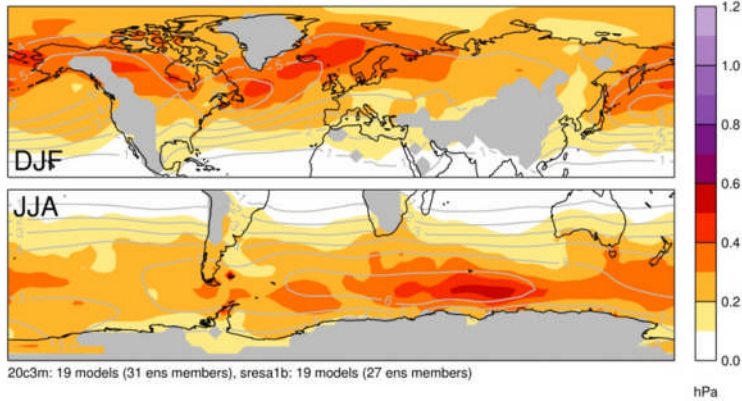 DJF
JJA
1.2
1.0
0.8
0.6
0.4
0.2
0.0
hPa
20c3m: 19 models (31 ens members), sresa1b: 19 models (27 ens members)